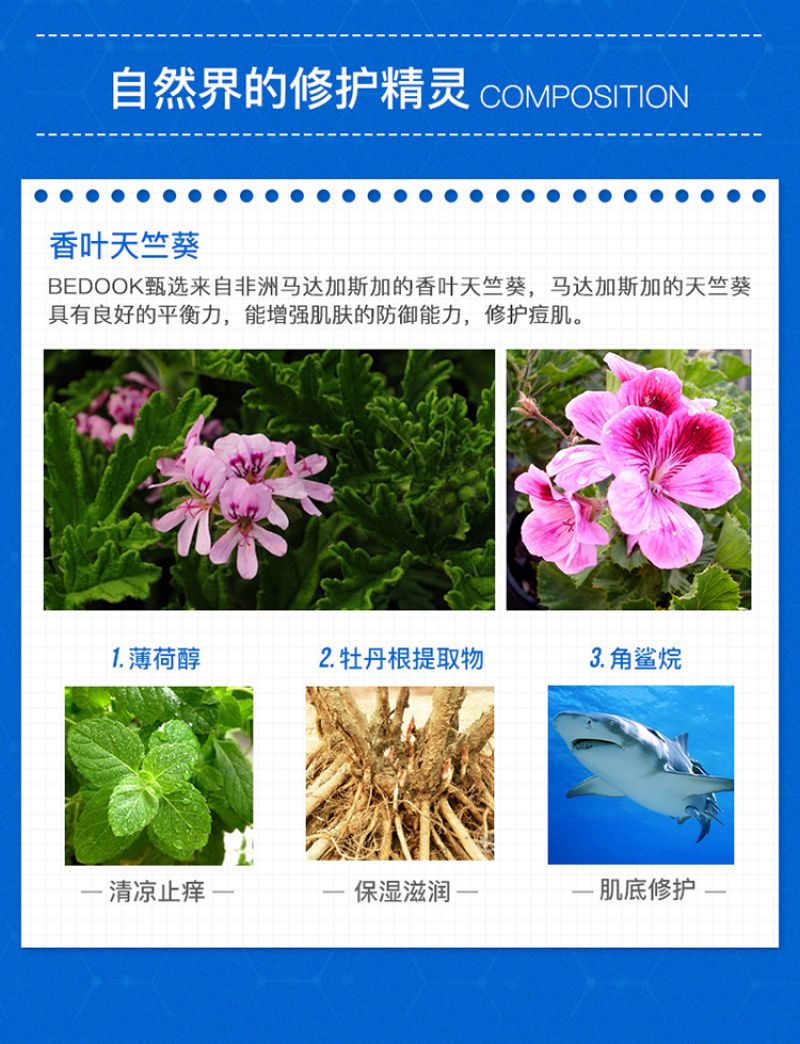 自然界的修护精灵 COMPOSITION
香叶天竺葵
BEDOOK甄选来自非洲马达加斯加的香叶天竺葵，马达加斯加的天竺葵
具有良好的平衡力，能增强肌肤的防御能力，修护痘肌。
1. 薄荷醇
2. 牡丹根提取物
3. 角鲨烷
— 清凉止痒 —
— 保湿滋润 —
— 肌底修护 —